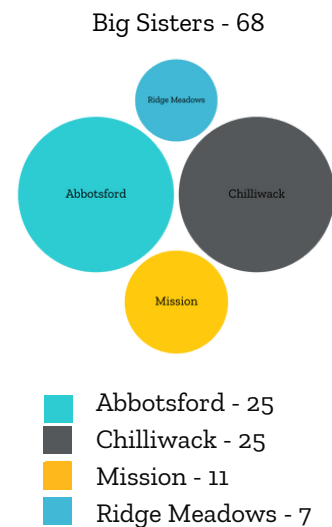 Big Sisters - 68
Ridge Meadows
Abbotsford
Chilliwack
Mission
Abbotsford - 25
Chilliwack - 25
Mission - 11
Ridge Meadows - 7